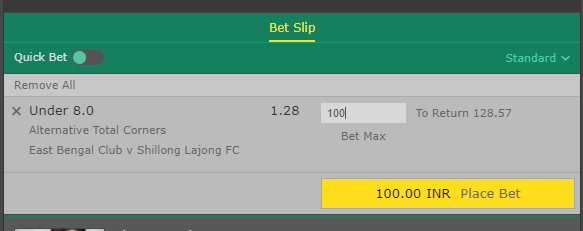 Bet Slip
Quick Bet
Standard
Remove All
Under 8.0 1.28 100 To Return 128.57
Alternative Total Corners
Bet Max
East Bengal Club v Shillong Lajong FC
100.00 INR Place Bet